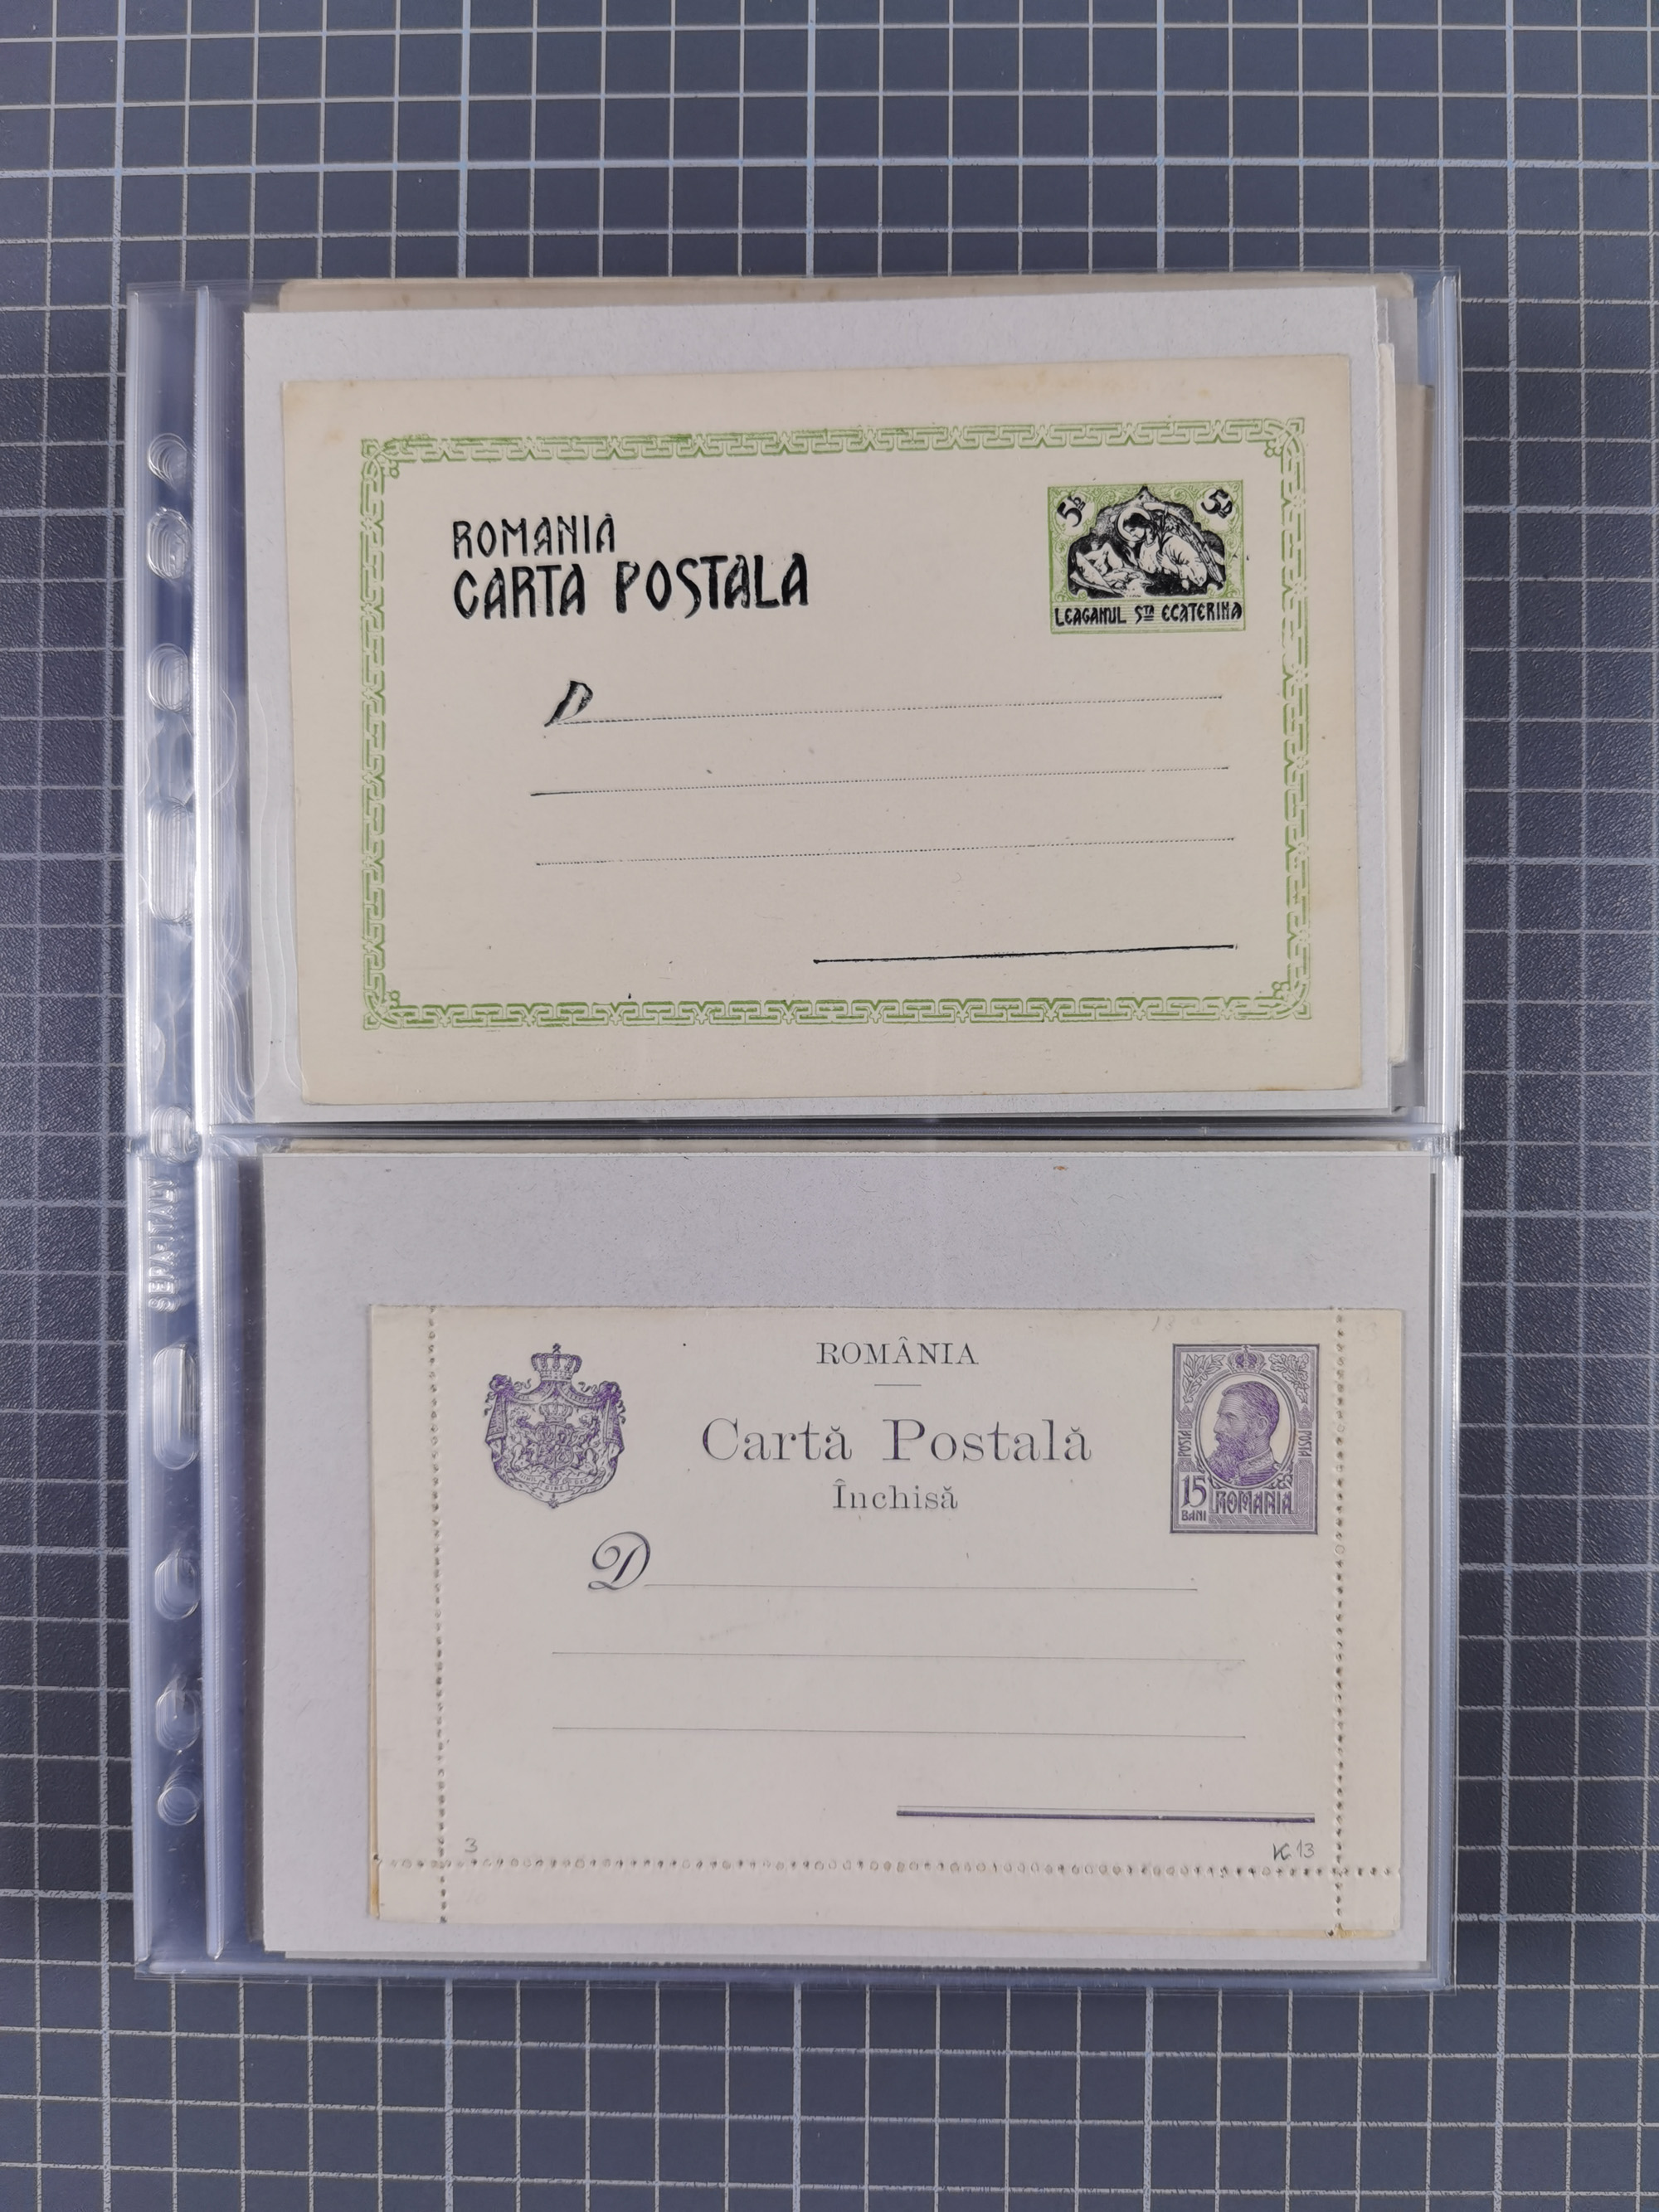 ROMANIA
CARTA POSTALA
5B 5B
LEAGANUL STA ECATERINA
D
ROMÂNIA
Cartă Postală
Închisă
POSTA POSTA
15
BANI
ROMANIA
D
3
K 13